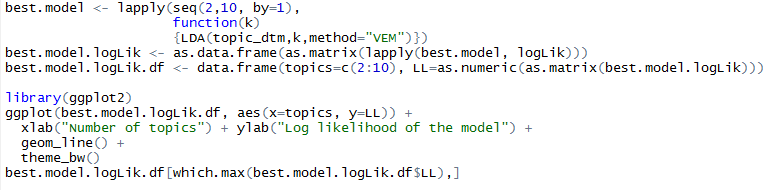 best.model <- lapply(seq(2,10, by=1),
function(k)
{LDA(topic_dtm,k,method="VEM")})
best.model.logLik <- as.data.frame(as.matrix(lapply(best.model, logLik)))
best.model.logLik.df <- data.frame(topics=c(2:10), LL=as.numeric(as.matrix(best.model.logLik)))
library(ggplot2)
ggplot(best.model.logLik.df, aes(x=topics, y=LL)) +
xlab("Number of topics") + ylab("Log likelihood of the model") +
geom_line() +
theme_bw()
best.model.logLik.df[which.max(best.model.logLik.df$LL),]